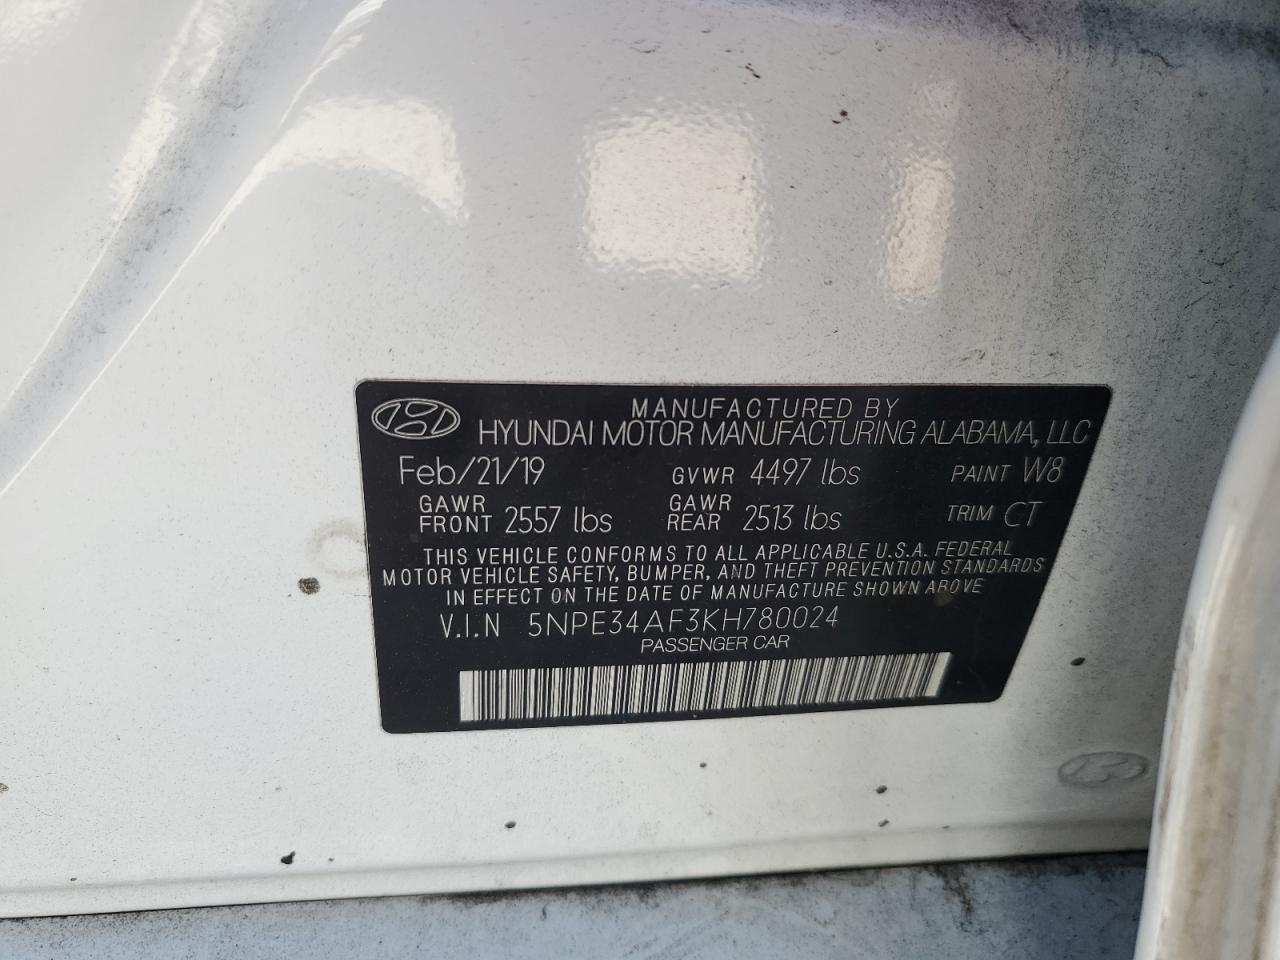 MANUFACTURED BY
HYUNDAI MOTOR MANUFACTURING ALABAMA, LLC
Feb/21/19 GVWR 4497 lbs PAINT W8
GAWR FRONT 2557 lbs GAWR REAR 2513 lbs TRIM CT
THIS VEHICLE CONFORMS TO ALL APPLICABLE U.S.A. FEDERAL
MOTOR VEHICLE SAFETY, BUMPER, AND THEFT PREVENTION STANDARDS
IN EFFECT ON THE DATE OF MANUFACTURE SHOWN ABOVE
V.I.N 5NPE34AF3KH780024
PASSENGER CAR